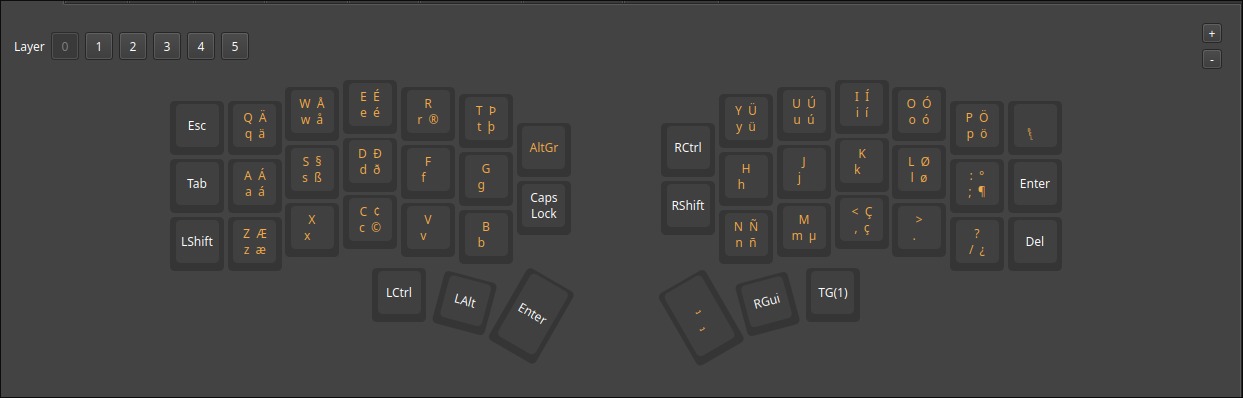 Layer 0 1 2 3 4 5
+
-
Esc
Q Ä
q ä
W Å
w å
E É
e é
R
r ®
T Þ
t þ
AltGr
RCtrl
Y Ü
y ü
U Ú
u ú
I Í
i í
O Ó
o ó
P Ö
p ö
Tab
A Á
a á
S §
s ß
D Ð
d ð
F
f
G
g
Caps
Lock
RShift
H
h
J
j
K
k
L Ø
l ø
: °
; ¶
Enter
LShift
Z Æ
z æ
X
x
C ¢
c ©
V
v
B
b
N Ñ
n ñ
M
m µ
< Ç
, ç
>
.
?
/ ¿
Del
LCtrl
LAlt
Enter
RGui
TG(1)